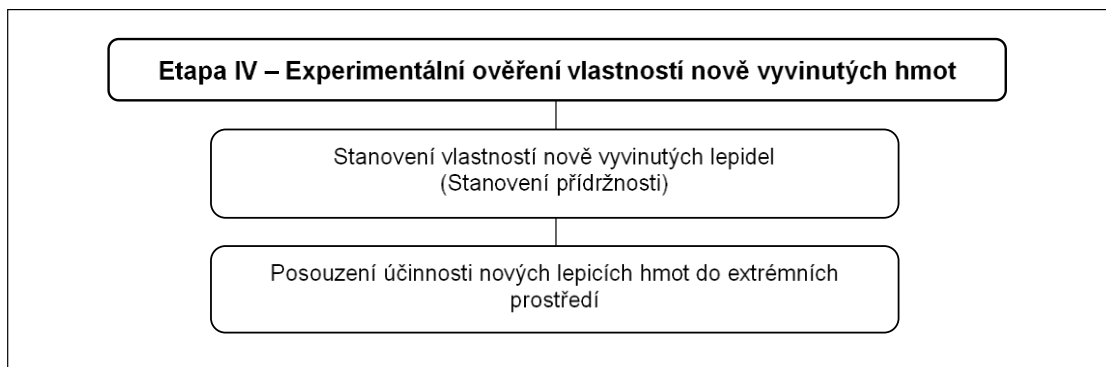 Etapa IV – Experimentální ověření vlastností nově vyvinutých hmot
Stanovení vlastností nově vyvinutých lepidel
(Stanovení přídržnosti)
Posouzení účinnosti nových lepicích hmot do extrémních
prostředí